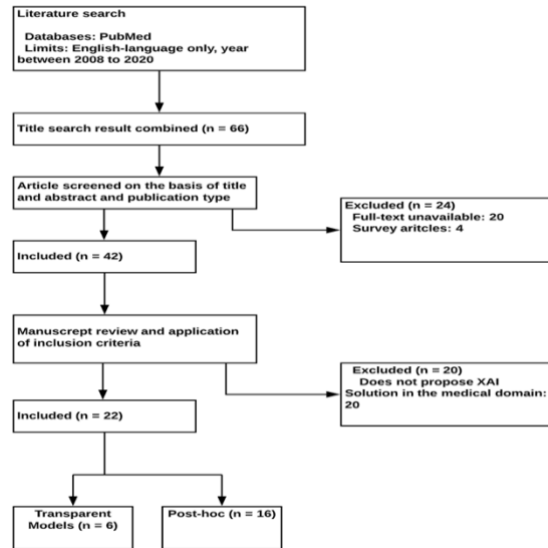 Literature search
Databases: PubMed
Limits: English-language only, year
between 2008 to 2020
Title search result combined (n = 66)
Article screened on the basis of title
and abstract and publication type
Excluded (n = 24)
Full-text unavailable: 20
Survey aritcles: 4
Included (n = 42)
Manuscrept review and application
of inclusion criteria
Excluded (n = 20)
Does not propose XAI
Solution in the medical domain:
20
Included (n = 22)
Transparent
Models (n = 6)
Post-hoc (n = 16)